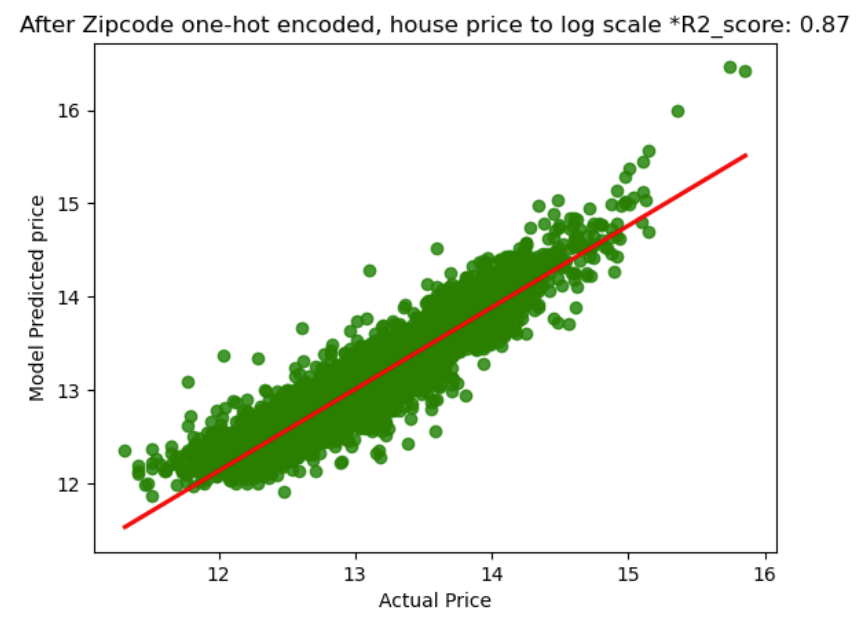 After Zipcode one-hot encoded, house price to log scale *R2_score: 0.87
16
15
14
13
12
Model Predicted price
12 13 14 15 16
Actual Price